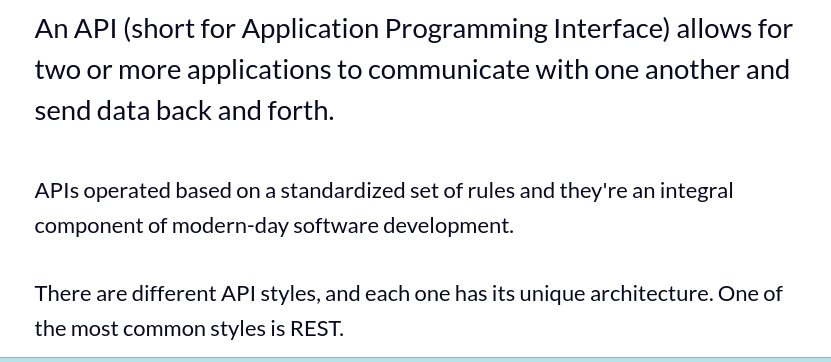 An API (short for Application Programming Interface) allows for
two or more applications to communicate with one another and
send data back and forth.
APIs operated based on a standardized set of rules and they're an integral
component of modern-day software development.
There are different API styles, and each one has its unique architecture. One of
the most common styles is REST.